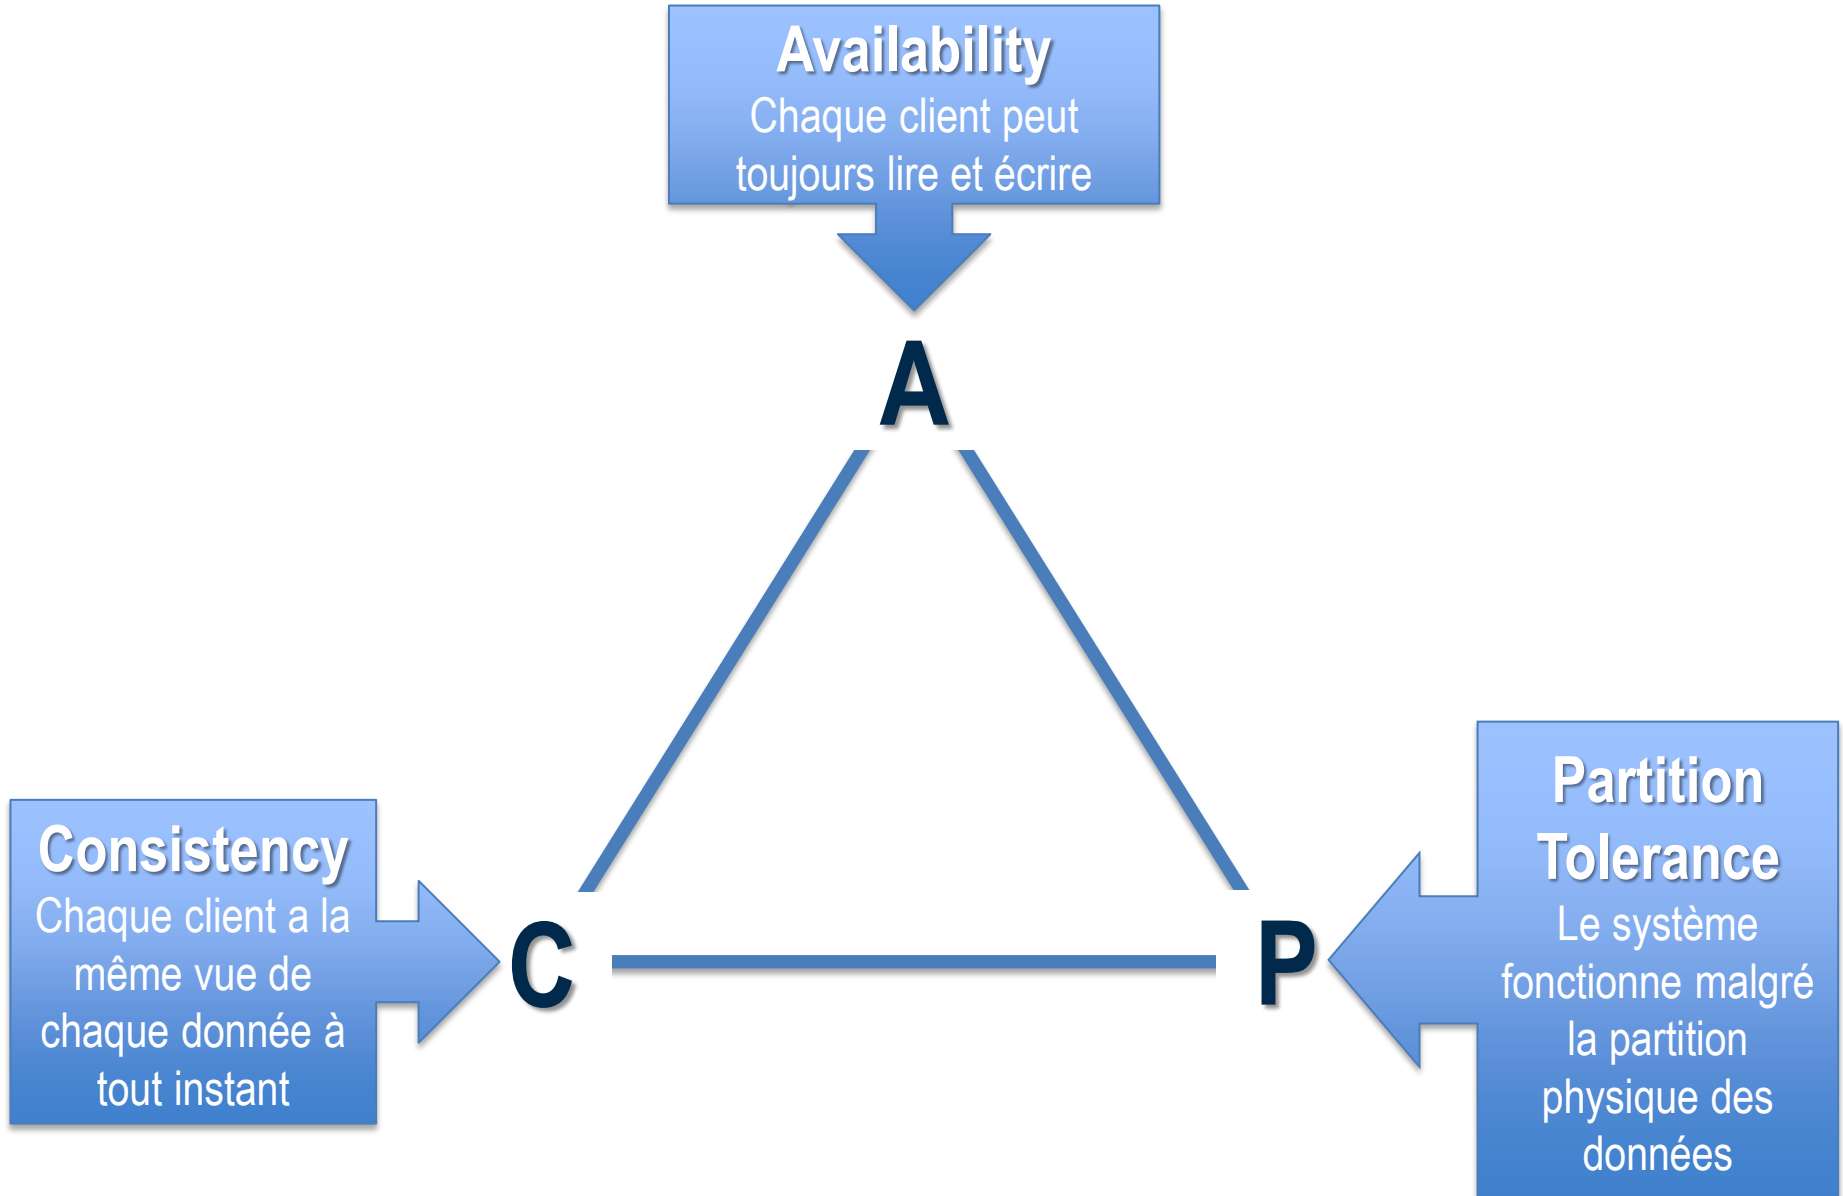 Availability
Chaque client peut
toujours lire et écrire
A
Consistency
Chaque client a la
même vue de
chaque donnée à
tout instant
C
P
Partition
Tolerance
Le système
fonctionne malgré
la partition
physique des
données